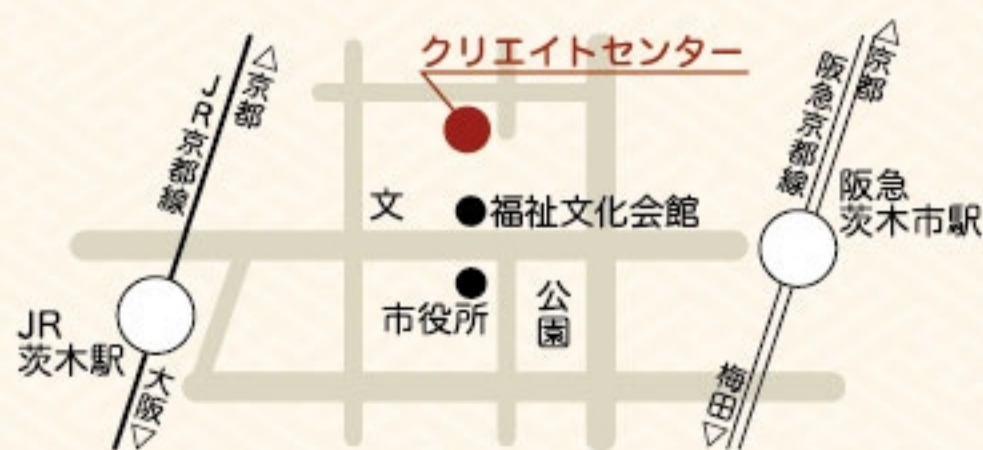 クリエイトセンター
△京都
JR京都線
△京都
阪急京都線
文
福祉文化会館
阪急
茨木市駅
市役所
公園
JR
茨木駅
大阪▽
梅田▽